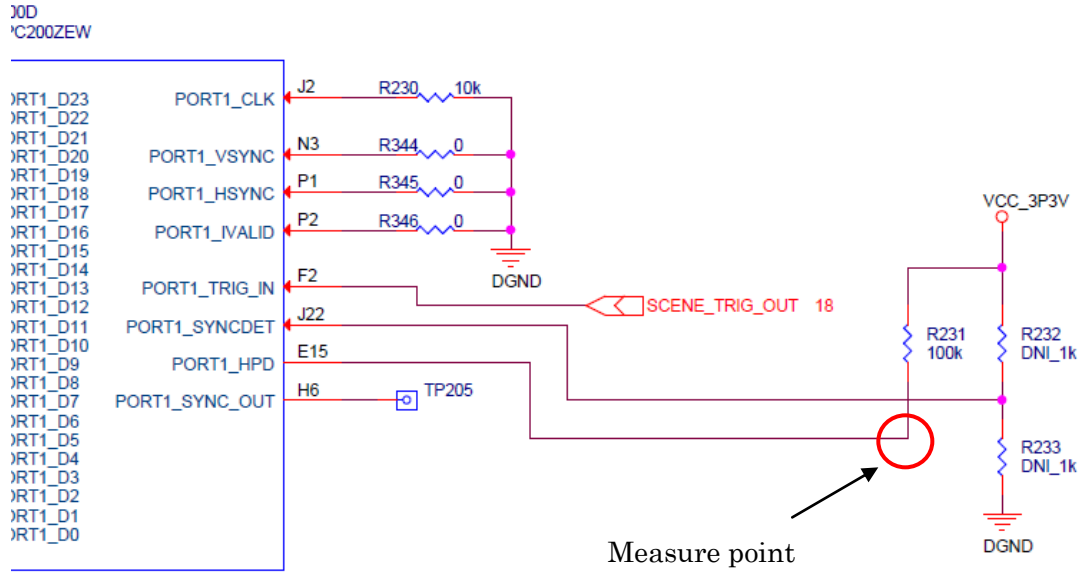 00D
PC200ZEW
ORT1_D23
ORT1_D22
ORT1_D21
ORT1_D20
ORT1_D19
ORT1_D18
ORT1_D17
ORT1_D16
ORT1_D15
ORT1_D14
ORT1_D13
ORT1_D12
ORT1_D11
ORT1_D10
ORT1_D9
ORT1_D8
ORT1_D7
ORT1_D6
ORT1_D5
ORT1_D4
ORT1_D3
ORT1_D2
ORT1_D1
ORT1_D0
PORT1_CLK J2 R230 10k
PORT1_VSYNC N3 R344 0
PORT1_HSYNC P1 R345 0
PORT1_IVALID P2 R346 0
DGND
PORT1_TRIG_IN F2
SCENE_TRIG_OUT 18
PORT1_SYNCDET J22
PORT1_HPD E15
PORT1_SYNC_OUT H6 TP205
VCC_3P3V
R231
100k
R232
DNI_1k
R233
DNI_1k
DGND
Measure point